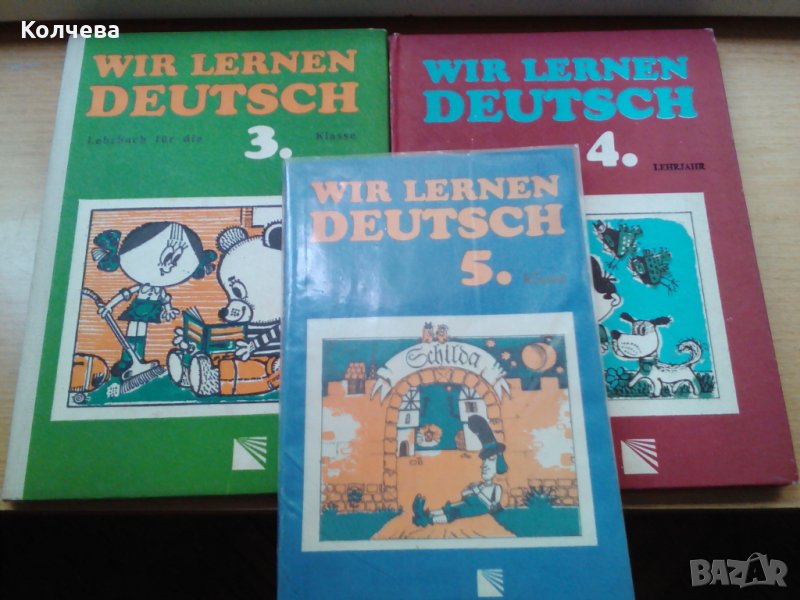 Колчева
WIR LERNEN
DEUTSCH
Lehrbuch für die 3. Klasse
WIR LERNEN
DEUTSCH
4.
LEHRJAHR
WIR LERNEN
DEUTSCH
5.
Schilda
BAZAR